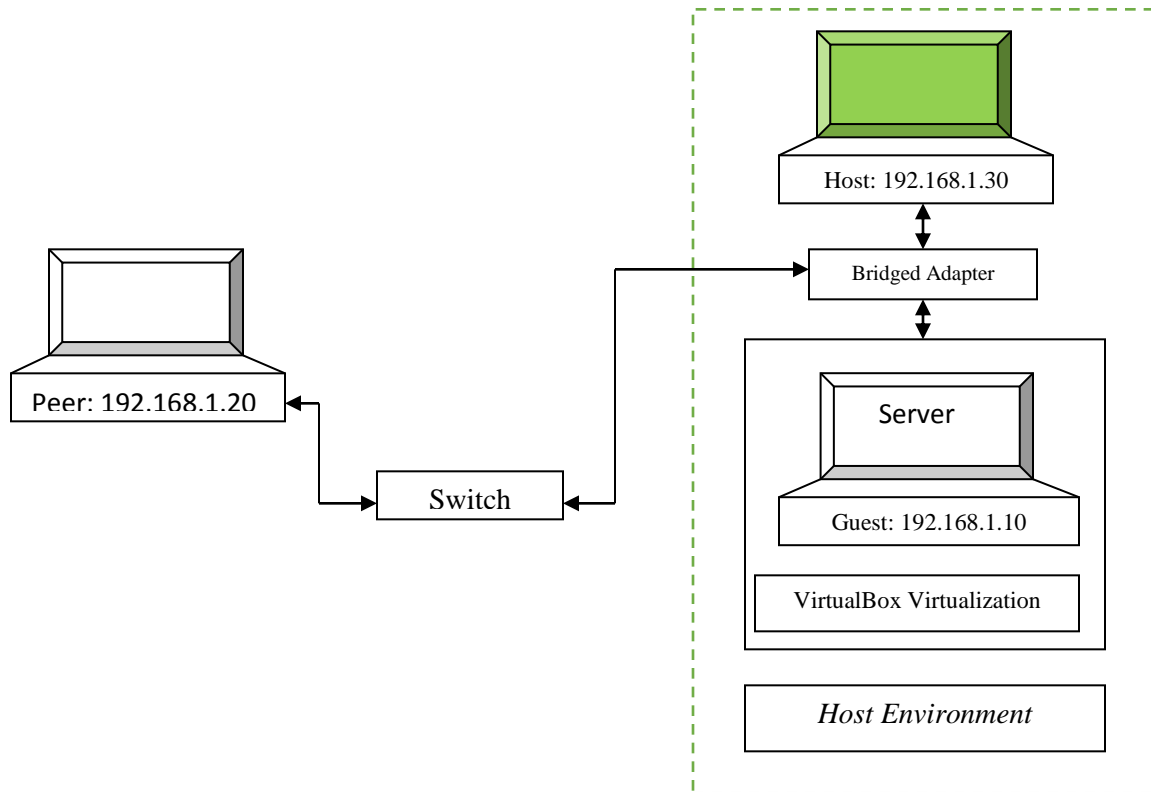 Host: 192.168.1.30
Bridged Adapter
Peer: 192.168.1.20
Server
Switch
Guest: 192.168.1.10
VirtualBox Virtualization
Host Environment